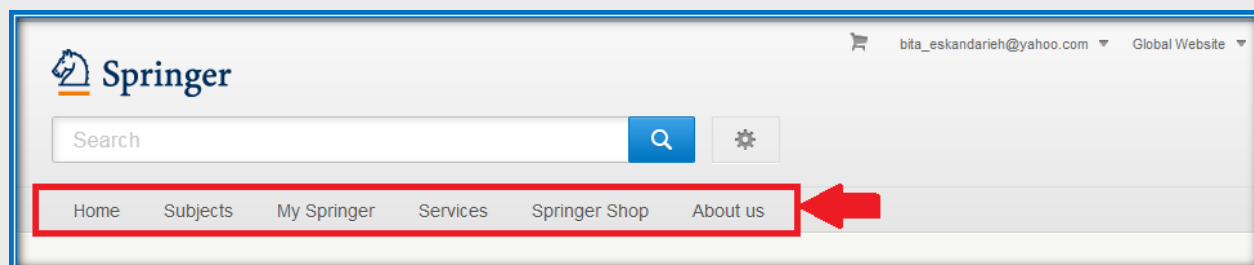 bita_eskandarieh@yahoo.com Global Website
Springer
Search
Home Subjects My Springer Services Springer Shop About us